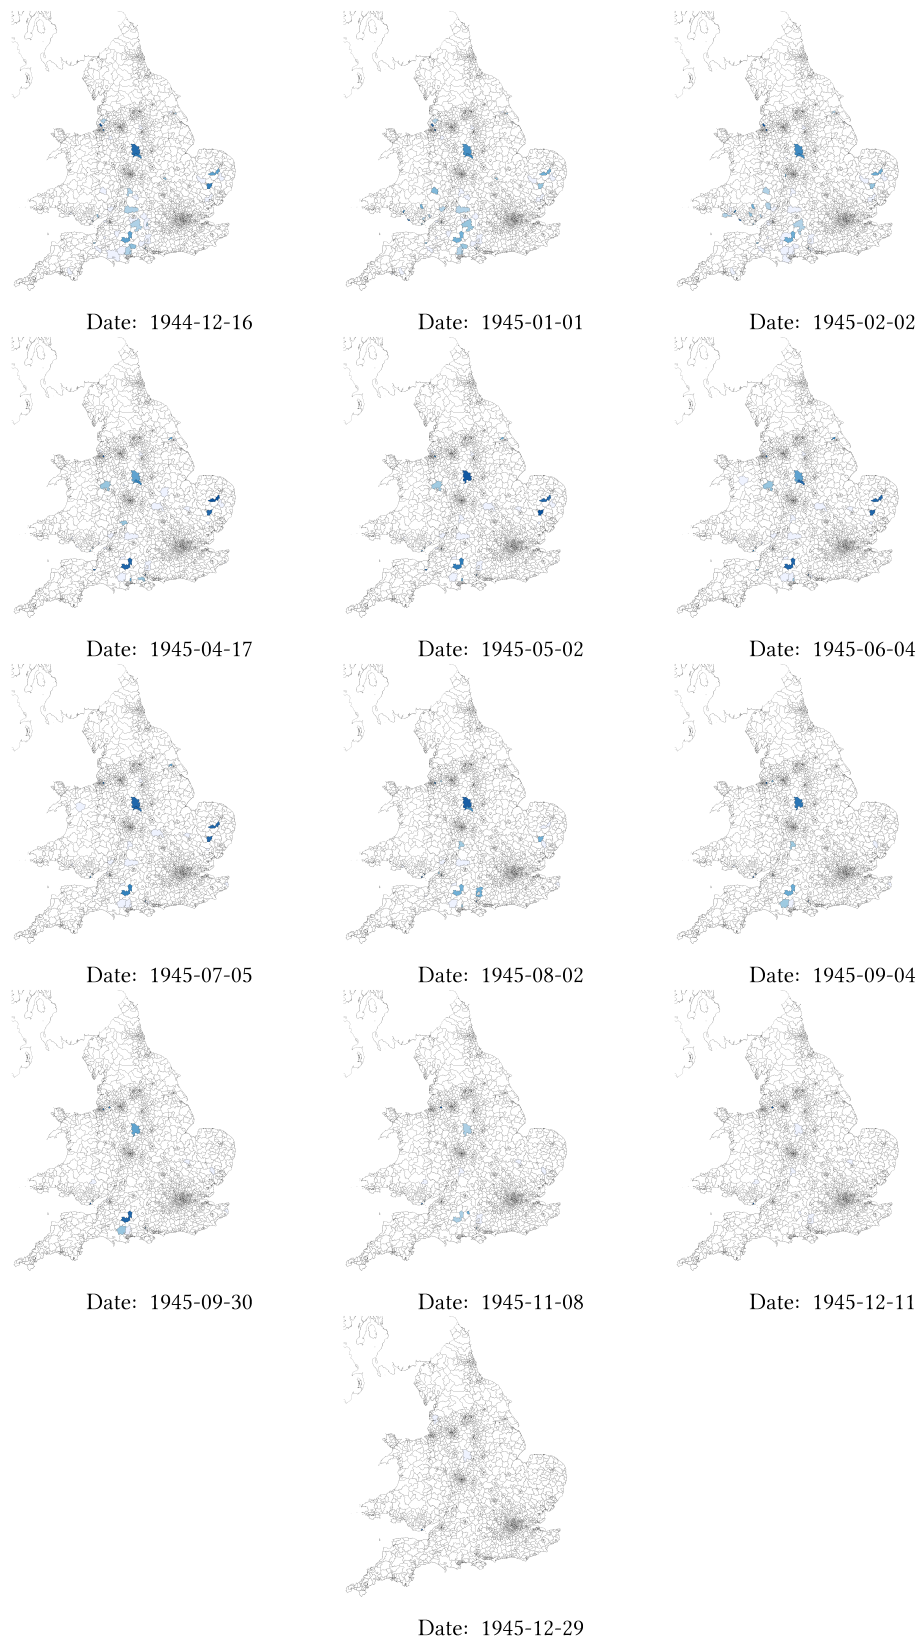 Date: 1944-12-16
Date: 1945-01-01
Date: 1945-02-02
Date: 1945-04-17
Date: 1945-05-02
Date: 1945-06-04
Date: 1945-07-05
Date: 1945-08-02
Date: 1945-09-04
Date: 1945-09-30
Date: 1945-11-08
Date: 1945-12-11
Date: 1945-12-29